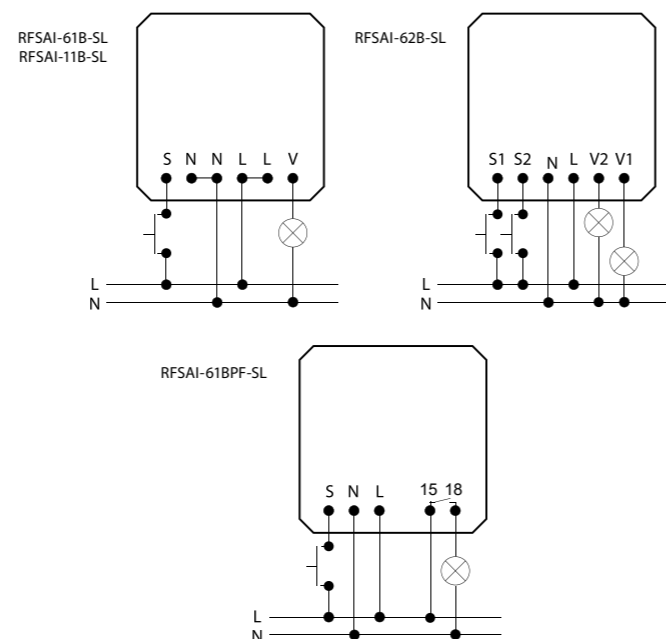 RFSAI-61B-SL
RFSAI-11B-SL
S N N L L V
L
N
RFSAI-62B-SL
S1 S2 N L V2 V1
L
N
RFSAI-61BPF-SL
S N L 15 18
L
N